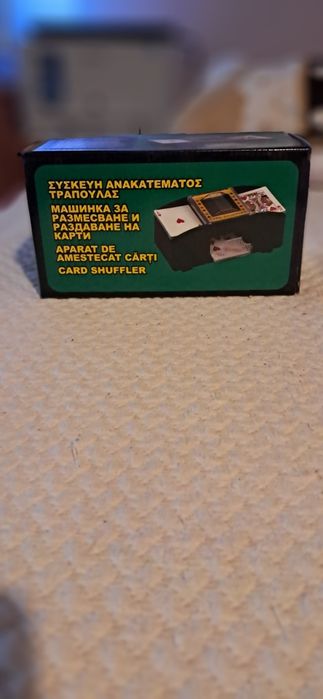 ΣΥΣΚΕΥΗ ΑΝΑΚΑΤΕΜΑΤΟΣ
ΤΡΑΠΟΥΛΑΣ
МАШИНКА ЗА
РАЗМЕСВАНЕ И
РАЗДАВАНЕ НА
КАРТИ
APARAT DE
AMESTECAT CĂRȚI
CARD SHUFFLER